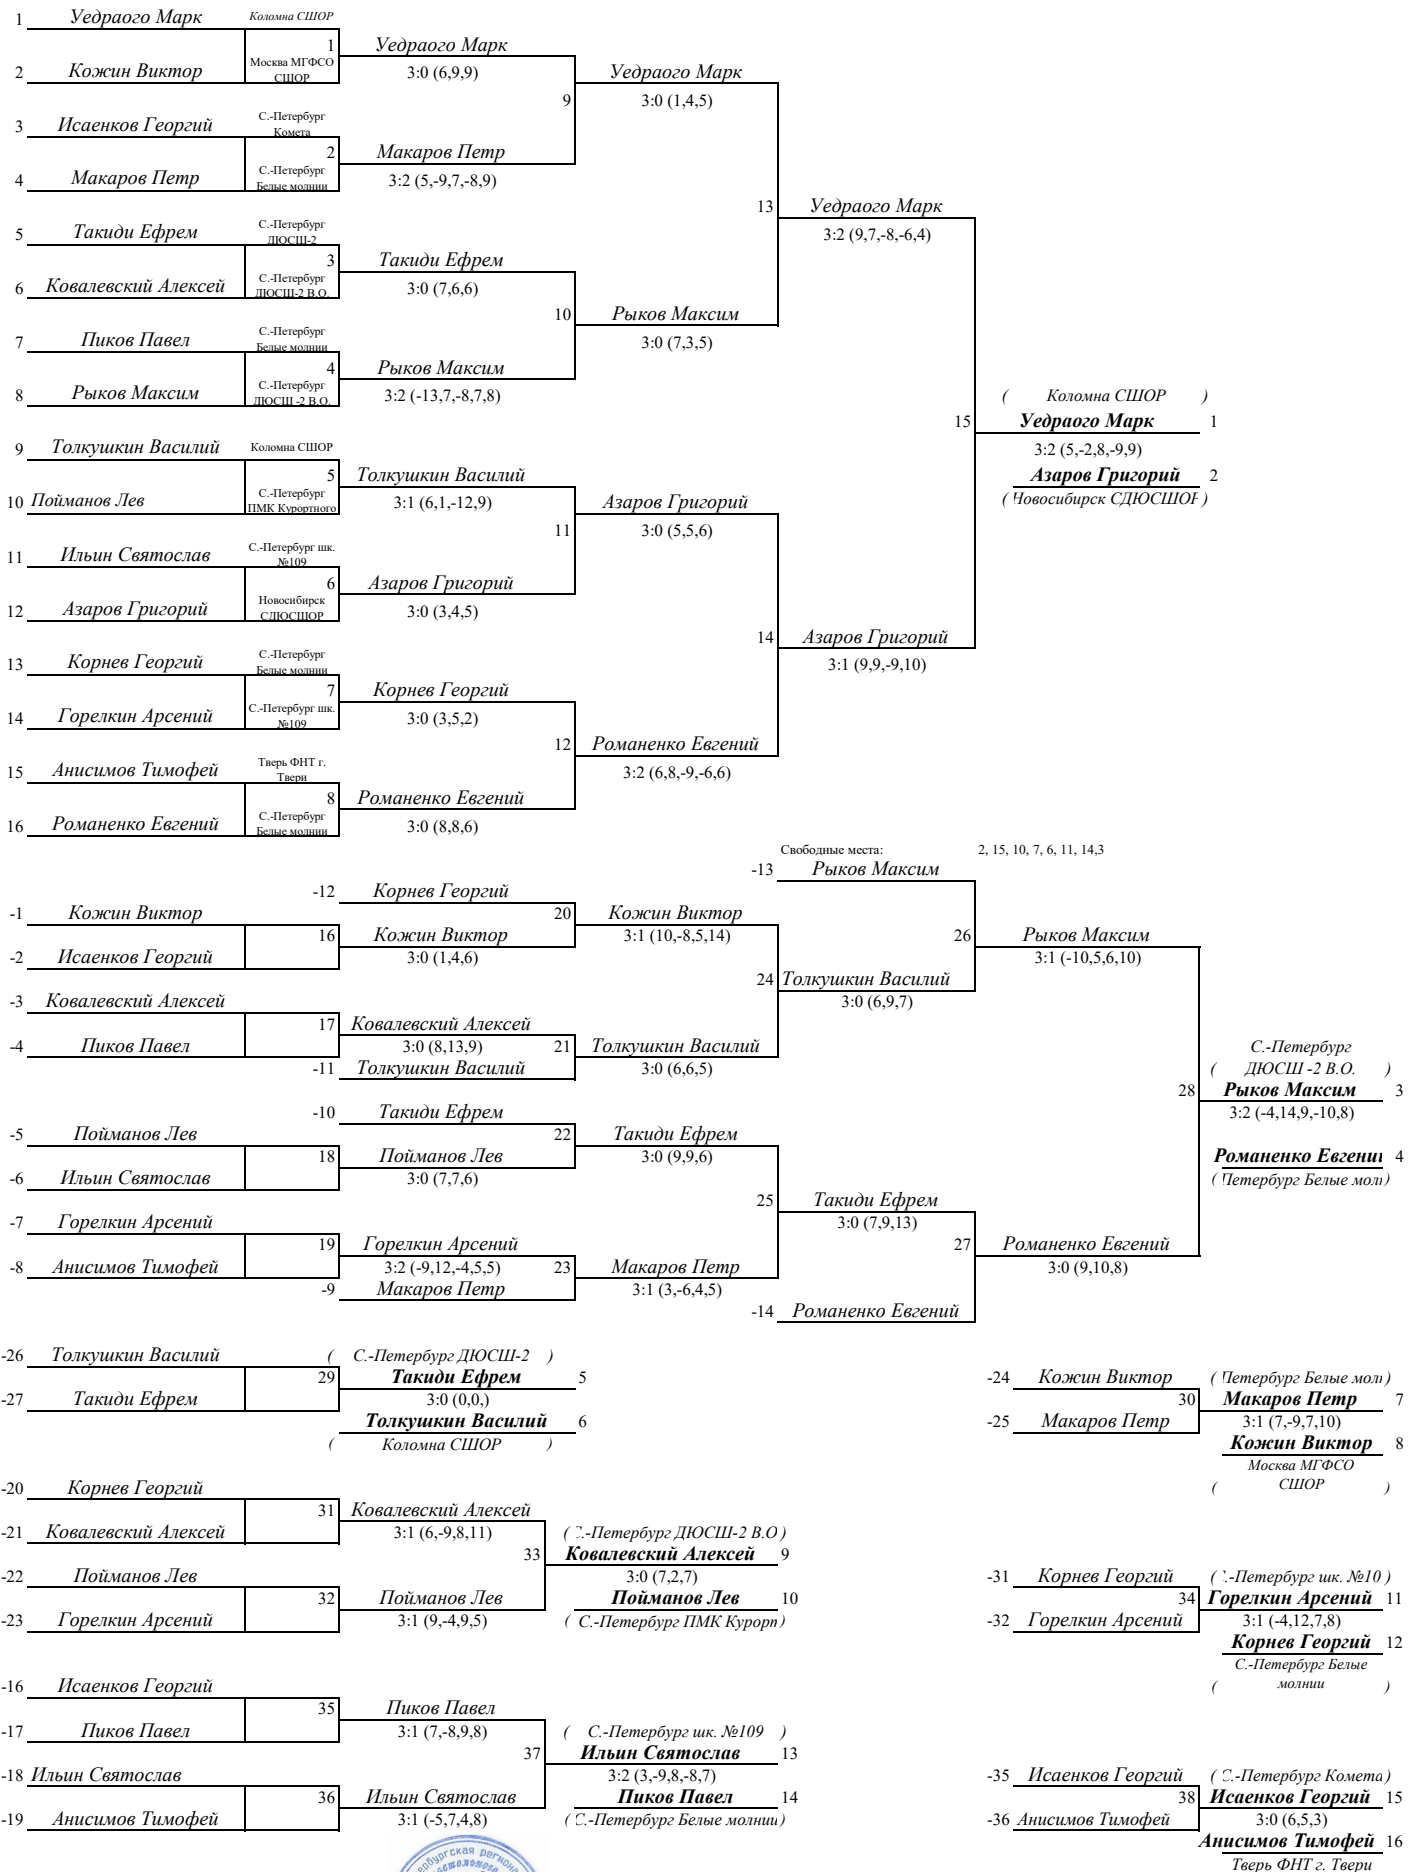 1 Уедраого Марк Коломна СШОР
1 Уедраого Марк
Москва МГФСО
2 Кожин Виктор СШОР 3:0 (6,9,9) Уедраого Марк
9 3:0 (1,4,5)
3 Исаенков Георгий С.-Петербург
Комета
2 Макаров Петр
4 Макаров Петр С.-Петербург
Белые молнии 3:2 (5,-9,7,-8,9)
13 Уедраого Марк
5 Такиди Ефрем С.-Петербург
ДЮСШ-2 3:2 (9,7,-8,-6,4)
3 Такиди Ефрем
6 Ковалевский Алексей С.-Петербург
ДЮСШ-2 В.О. 3:0 (7,6,6)
10 Рыков Максим
7 Пиков Павел С.-Петербург
Белые молнии 3:0 (7,3,5)
4 Рыков Максим
8 Рыков Максим С.-Петербург
ДЮСШ -2 В.О. 3:2 (-13,7,-8,7,8)
( Коломна СШОР )
15 Уедраого Марк 1
9 Толкушкин Василий Коломна СШОР 3:2 (5,-2,8,-9,9)
5 Толкушкин Василий Азаров Григорий 2
10 Пойманов Лев С.-Петербург
ПМК Курортного 3:1 (6,1,-12,9) Азаров Григорий ( Новосибирск СДЮСШОР )
11 3:0 (5,5,6)
11 Ильин Святослав С.-Петербург шк.
№109
6 Азаров Григорий
12 Азаров Григорий Новосибирск
СДЮСШОР 3:0 (3,4,5)
14 Азаров Григорий
13 Корнев Георгий С.-Петербург
Белые молнии 3:1 (9,9,-9,10)
7 Корнев Георгий
14 Горелкин Арсений С.-Петербург шк.
№109 3:0 (3,5,2)
12 Романенко Евгений
15 Анисимов Тимофей Тверь ФНТ г.
Твери 3:2 (6,8,-9,-6,6)
8 Романенко Евгений
16 Романенко Евгений С.-Петербург
Белые молнии 3:0 (8,8,6)
Свободные места: 2, 15, 10, 7, 6, 11, 14,3
-13 Рыков Максим
-12 Корнев Георгий
-1 Кожин Виктор 20 Кожин Виктор
16 Кожин Виктор 3:1 (10,-8,5,14) 26 Рыков Максим
-2 Исаенков Георгий 3:0 (1,4,6) 3:1 (-10,5,6,10)
24 Толкушкин Василий
-3 Ковалевский Алексей 3:0 (6,9,7)
17 Ковалевский Алексей
-4 Пиков Павел 3:0 (8,13,9) 21 Толкушкин Василий С.-Петербург
-11 Толкушкин Василий 3:0 (6,6,5) ( ДЮСШ -2 В.О. )
28 Рыков Максим 3
-10 Такиди Ефрем 3:2 (-4,14,9,-10,8)
-5 Пойманов Лев 22 Такиди Ефрем
18 Пойманов Лев 3:0 (9,9,6) Романенко Евгени 4
-6 Ильин Святослав 3:0 (7,7,6) ( Петербург Белые мол )
25 Такиди Ефрем
-7 Горелкин Арсений 3:0 (7,9,13)
19 Горелкин Арсений 27 Романенко Евгений
-8 Анисимов Тимофей 3:2 (-9,12,-4,5,5) 23 Макаров Петр 3:0 (9,10,8)
-9 Макаров Петр 3:1 (3,-6,4,5)
-14 Романенко Евгений
-26 Толкушкин Василий ( С.-Петербург ДЮСШ-2 )
29 Такиди Ефрем 5 -24 Кожин Виктор ( Петербург Белые мол )
-27 Такиди Ефрем 3:0 (0,0,) 30 Макаров Петр 7
Толкушкин Василий 6 -25 Макаров Петр 3:1 (7,-9,7,10)
( Коломна СШОР ) Кожин Виктор 8
Москва МГФСО
( СШОР )
-20 Корнев Георгий
31 Ковалевский Алексей
-21 Ковалевский Алексей 3:1 (6,-9,8,11) ( С.-Петербург ДЮСШ-2 В.О )
33 Ковалевский Алексей 9
-22 Пойманов Лев 3:0 (7,2,7) -31 Корнев Георгий ( .-Петербург шк. №10 )
32 Пойманов Лев Пойманов Лев 10 34 Горелкин Арсений 11
-23 Горелкин Арсений 3:1 (9,-4,9,5) ( С.-Петербург ПМК Курорт ) -32 Горелкин Арсений 3:1 (-4,12,7,8)
Корнев Георгий 12
С.-Петербург Белые
( молнии )
-16 Исаенков Георгий
35 Пиков Павел
-17 Пиков Павел 3:1 (7,-8,9,8) ( С.-Петербург шк. №109 )
37 Ильин Святослав 13
-18 Ильин Святослав 3:2 (3,-9,8,-8,7) -35 Исаенков Георгий ( С.-Петербург Комета )
36 Ильин Святослав Пиков Павел 14 38 Исаенков Георгий 15
-19 Анисимов Тимофей 3:1 (-5,7,4,8) ( С.-Петербург Белые молнии ) -36 Анисимов Тимофей 3:0 (6,5,3)
Анисимов Тимофей 16
Тверь ФНТ г. Твери